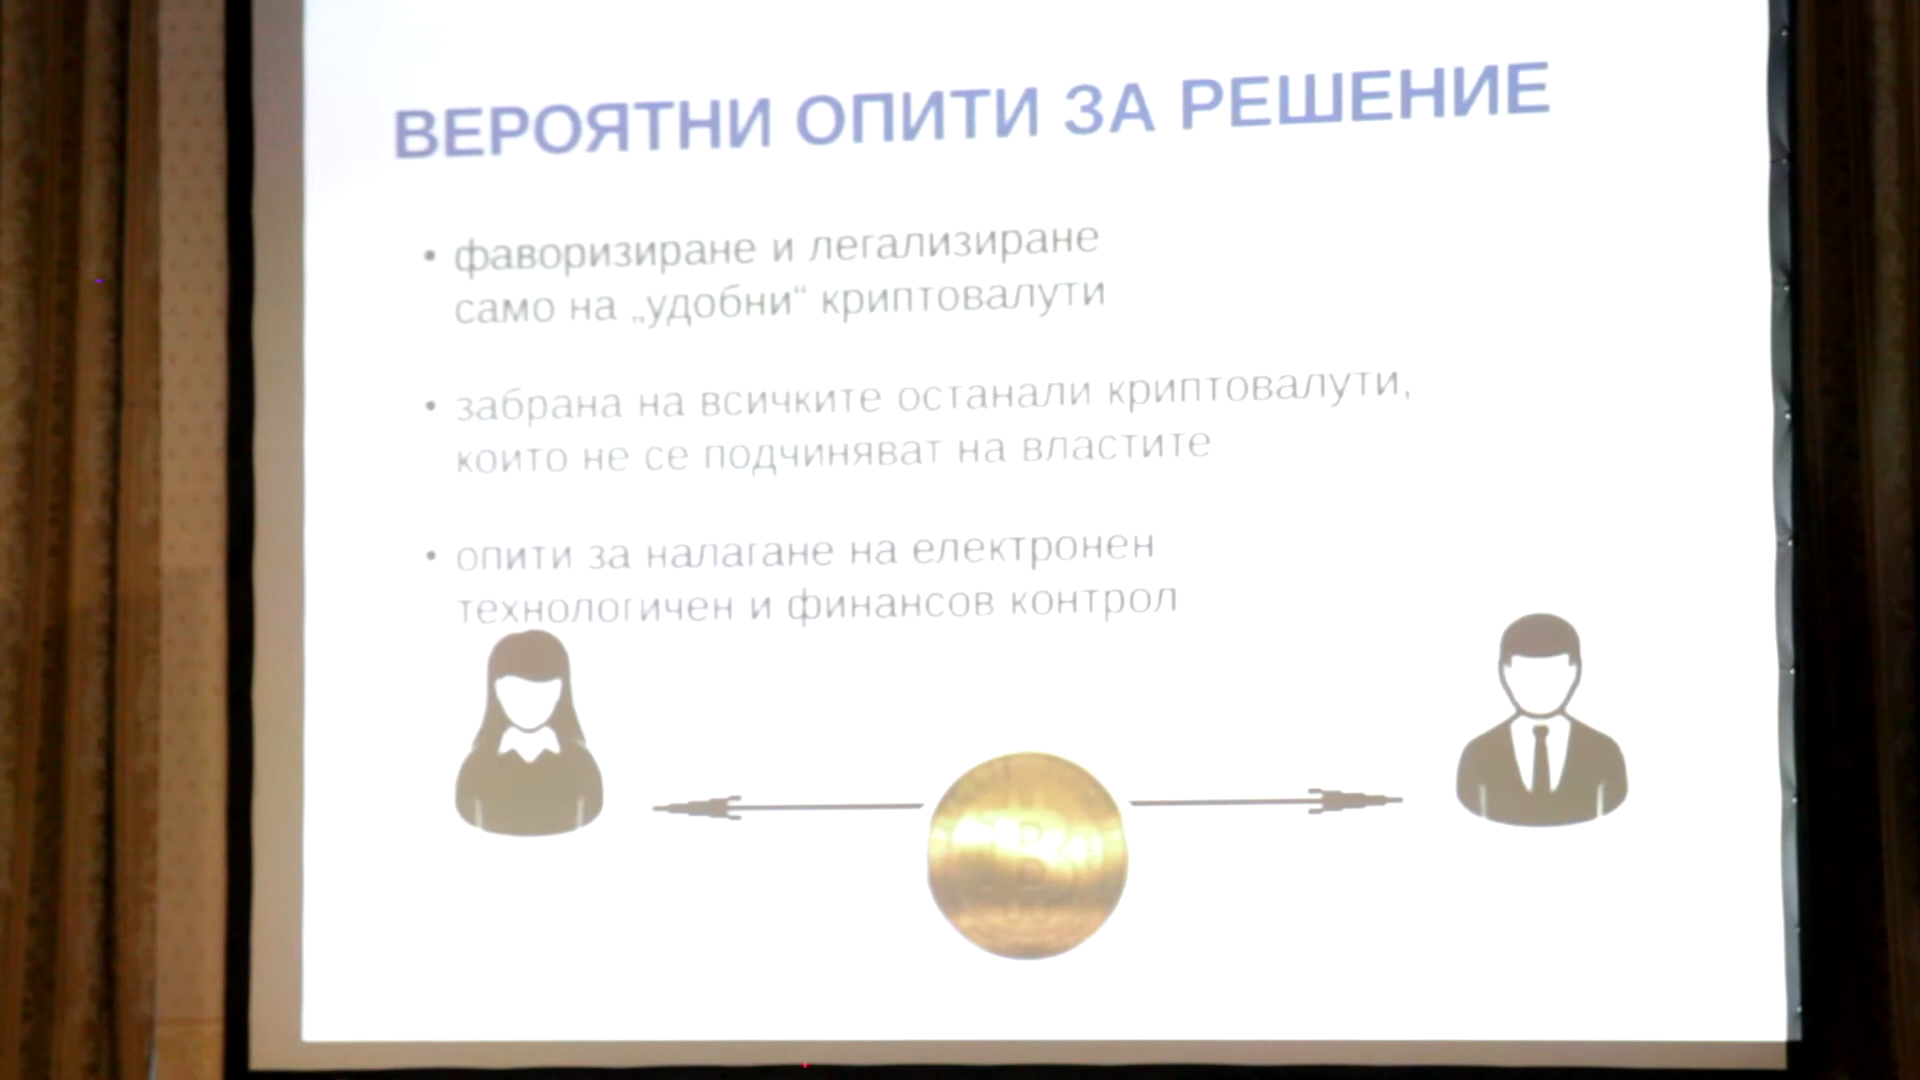 ВЕРОЯТНИ ОПИТИ ЗА РЕШЕНИЕ
• фаворизиране и легализиране
само на „удобни“ криптовалути
• забрана на всичките останали криптовалути,
които не се подчиняват на властите
• опити за налагане на електронен
технологичен и финансов контрол